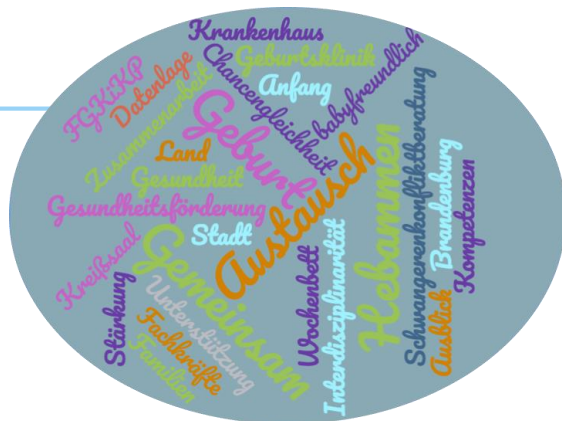 Krankenhaus
Geburtsklinik
Chancengleichheit
babyfreundlich
Anfang
FGKiKP
Datenlage
Zusammenarbeit
Geburt
Land
Gesundheit
Austausch
Hebammen
Schwangerenkonfliktberatung
Brandenburg
Kompetenzen
Gesundheitsförderung
Stadt
Kreißsaal
Gemeinsam
Wochenbett
Interdisziplinarität
Ausblick
Stärkung
Unterstützung
Fachkräfte
Familien